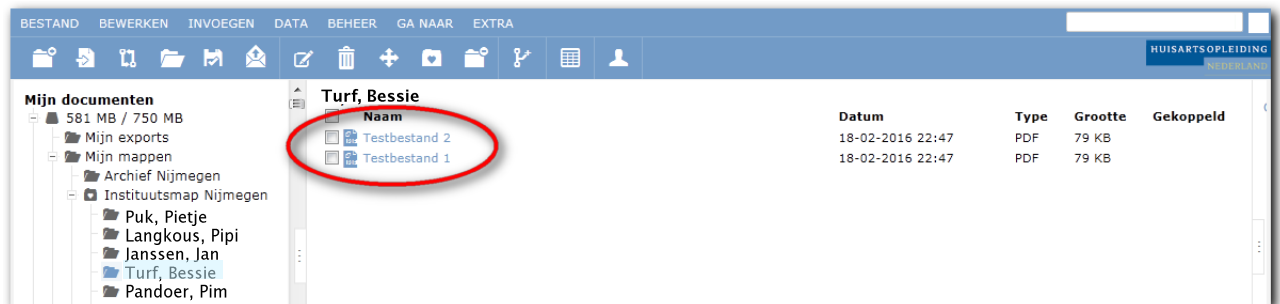 BESTAND BEWERKEN INVOEGEN DATA BEHEER GA NAAR EXTRA
HUISARTSOPLEIDING
NEDERLAND
Mijn documenten
581 MB / 750 MB
Mijn exports
Mijn mappen
Archief Nijmegen
Instituutsmap Nijmegen
Puk, Pietje
Langkous, Pipi
Janssen, Jan
Turf, Bessie
Pandoer, Pim
Turf, Bessie
Naam Datum Type Grootte Gekoppeld
Testbestand 2 18-02-2016 22:47 PDF 79 KB
Testbestand 1 18-02-2016 22:47 PDF 79 KB